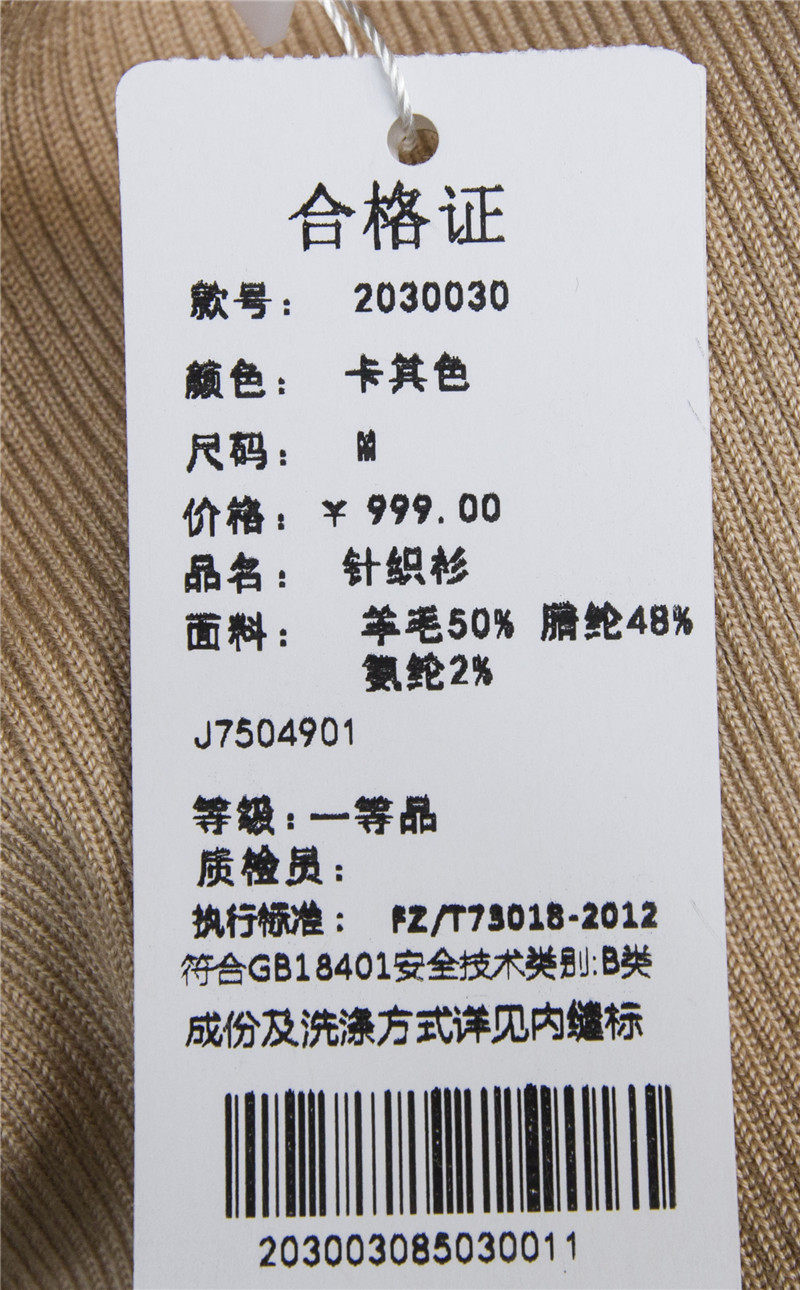 合格证
款号： 2030030
颜色： 卡其色
尺码： M
价格：￥ 999.00
品名： 针织衫
面料： 羊毛50% 腈纶48%
氨纶2%
J7504901
等级：一等品
质检员：
执行标准： FZ/T73018-2012
符合GB18401安全技术类别:B类
成份及洗涤方式详见内缝标
203003085030011